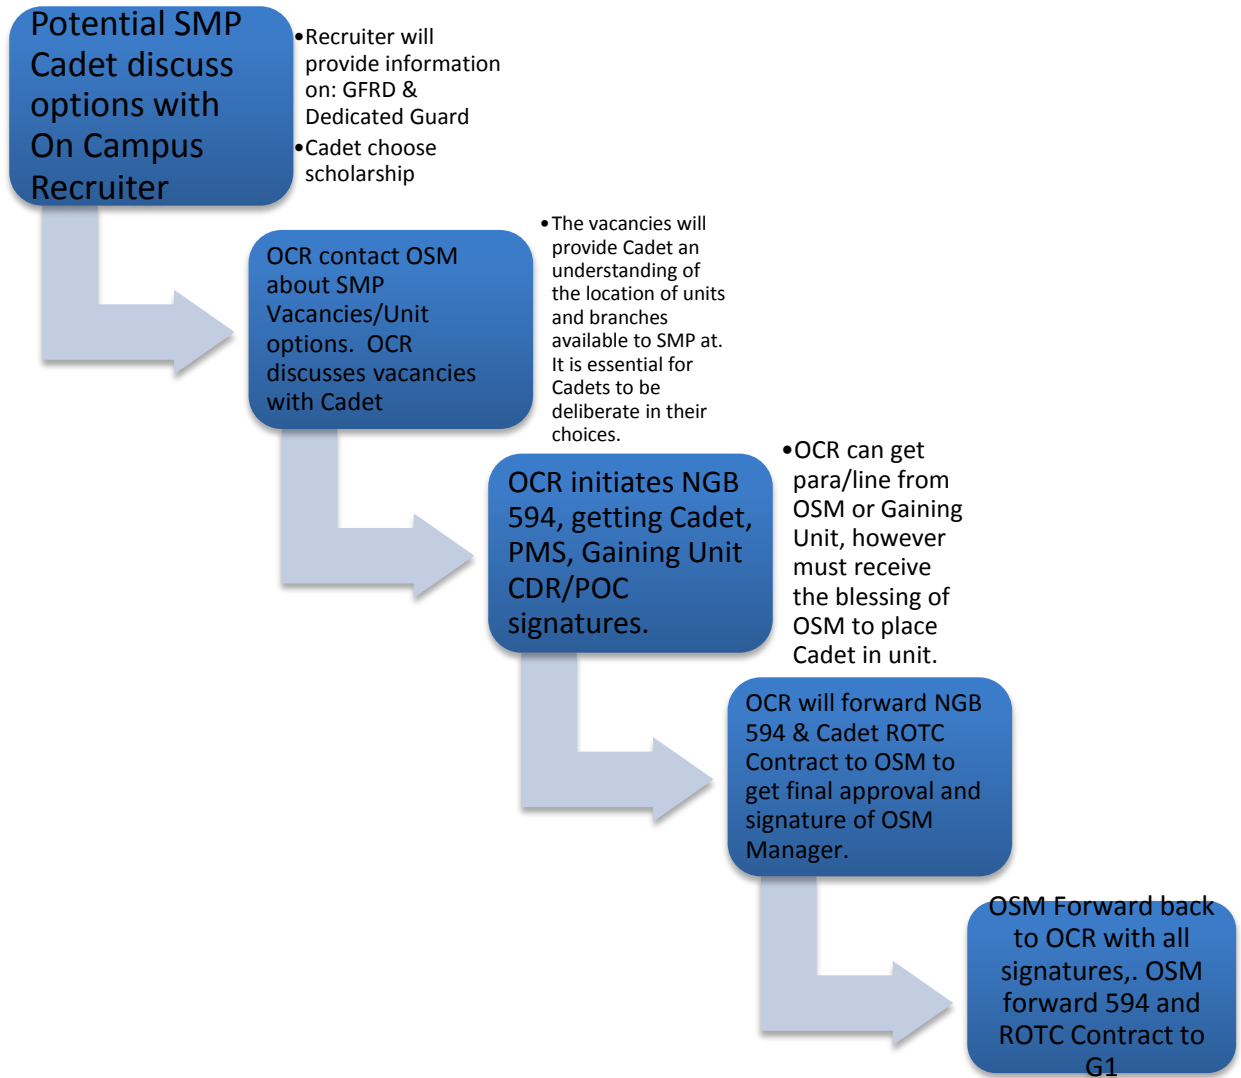 Potential SMP
Cadet discuss
options with
On Campus
Recruiter
•Recruiter will
provide information
on: GFRD &
Dedicated Guard
•Cadet choose
scholarship
OCR contact OSM
about SMP
Vacancies/Unit
options.  OCR
discusses vacancies
with Cadet
•The vacancies will
provide Cadet an
understanding of
the location of units
and branches
available to SMP at.
It is essential for
Cadets to be
deliberate in their
choices.
OCR initiates NGB
594, getting Cadet,
PMS, Gaining Unit
CDR/POC
signatures.
•OCR can get
para/line from
OSM or Gaining
Unit, however
must receive
the blessing of
OSM to place
Cadet in unit.
OCR will forward NGB
594 & Cadet ROTC
Contract to OSM to
get final approval and
signature of OSM
Manager.
OSM Forward back
to OCR with all
signatures,. OSM
forward 594 and
ROTC Contract to
G1